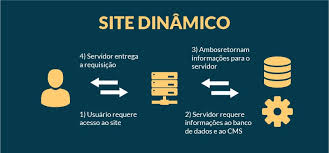 SITE DINÂMICO
4) Servidor entrega
a requisição
3) Ambosretornam
informações para o
servidor
1) Usuário requere
acesso ao site
2) Servidor requere
informações ao banco
de dados e ao CMS